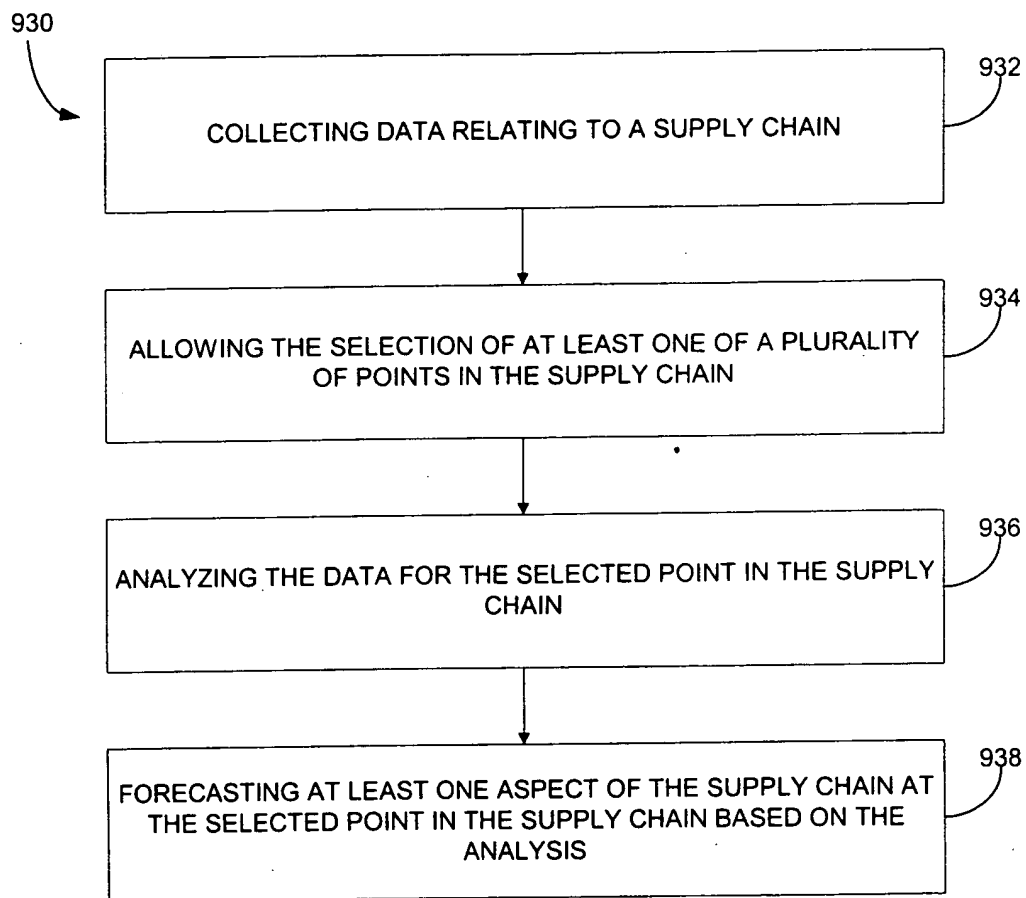 930
932
COLLECTING DATA RELATING TO A SUPPLY CHAIN
934
ALLOWING THE SELECTION OF AT LEAST ONE OF A PLURALITY
OF POINTS IN THE SUPPLY CHAIN
936
ANALYZING THE DATA FOR THE SELECTED POINT IN THE SUPPLY
CHAIN
938
FORECASTING AT LEAST ONE ASPECT OF THE SUPPLY CHAIN AT
THE SELECTED POINT IN THE SUPPLY CHAIN BASED ON THE
ANALYSIS